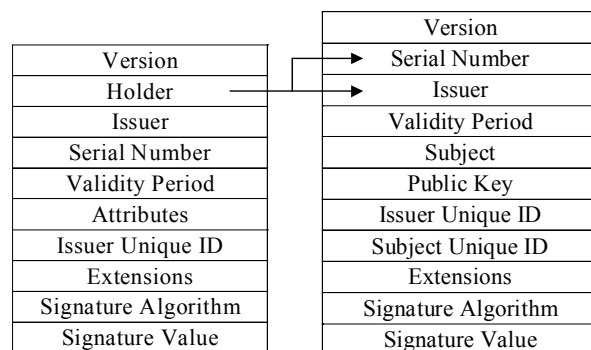 Version
Holder
Issuer
Serial Number
Validity Period
Attributes
Issuer Unique ID
Extensions
Signature Algorithm
Signature Value
Version
Serial Number
Issuer
Validity Period
Subject
Public Key
Issuer Unique ID
Subject Unique ID
Extensions
Signature Algorithm
Signature Value